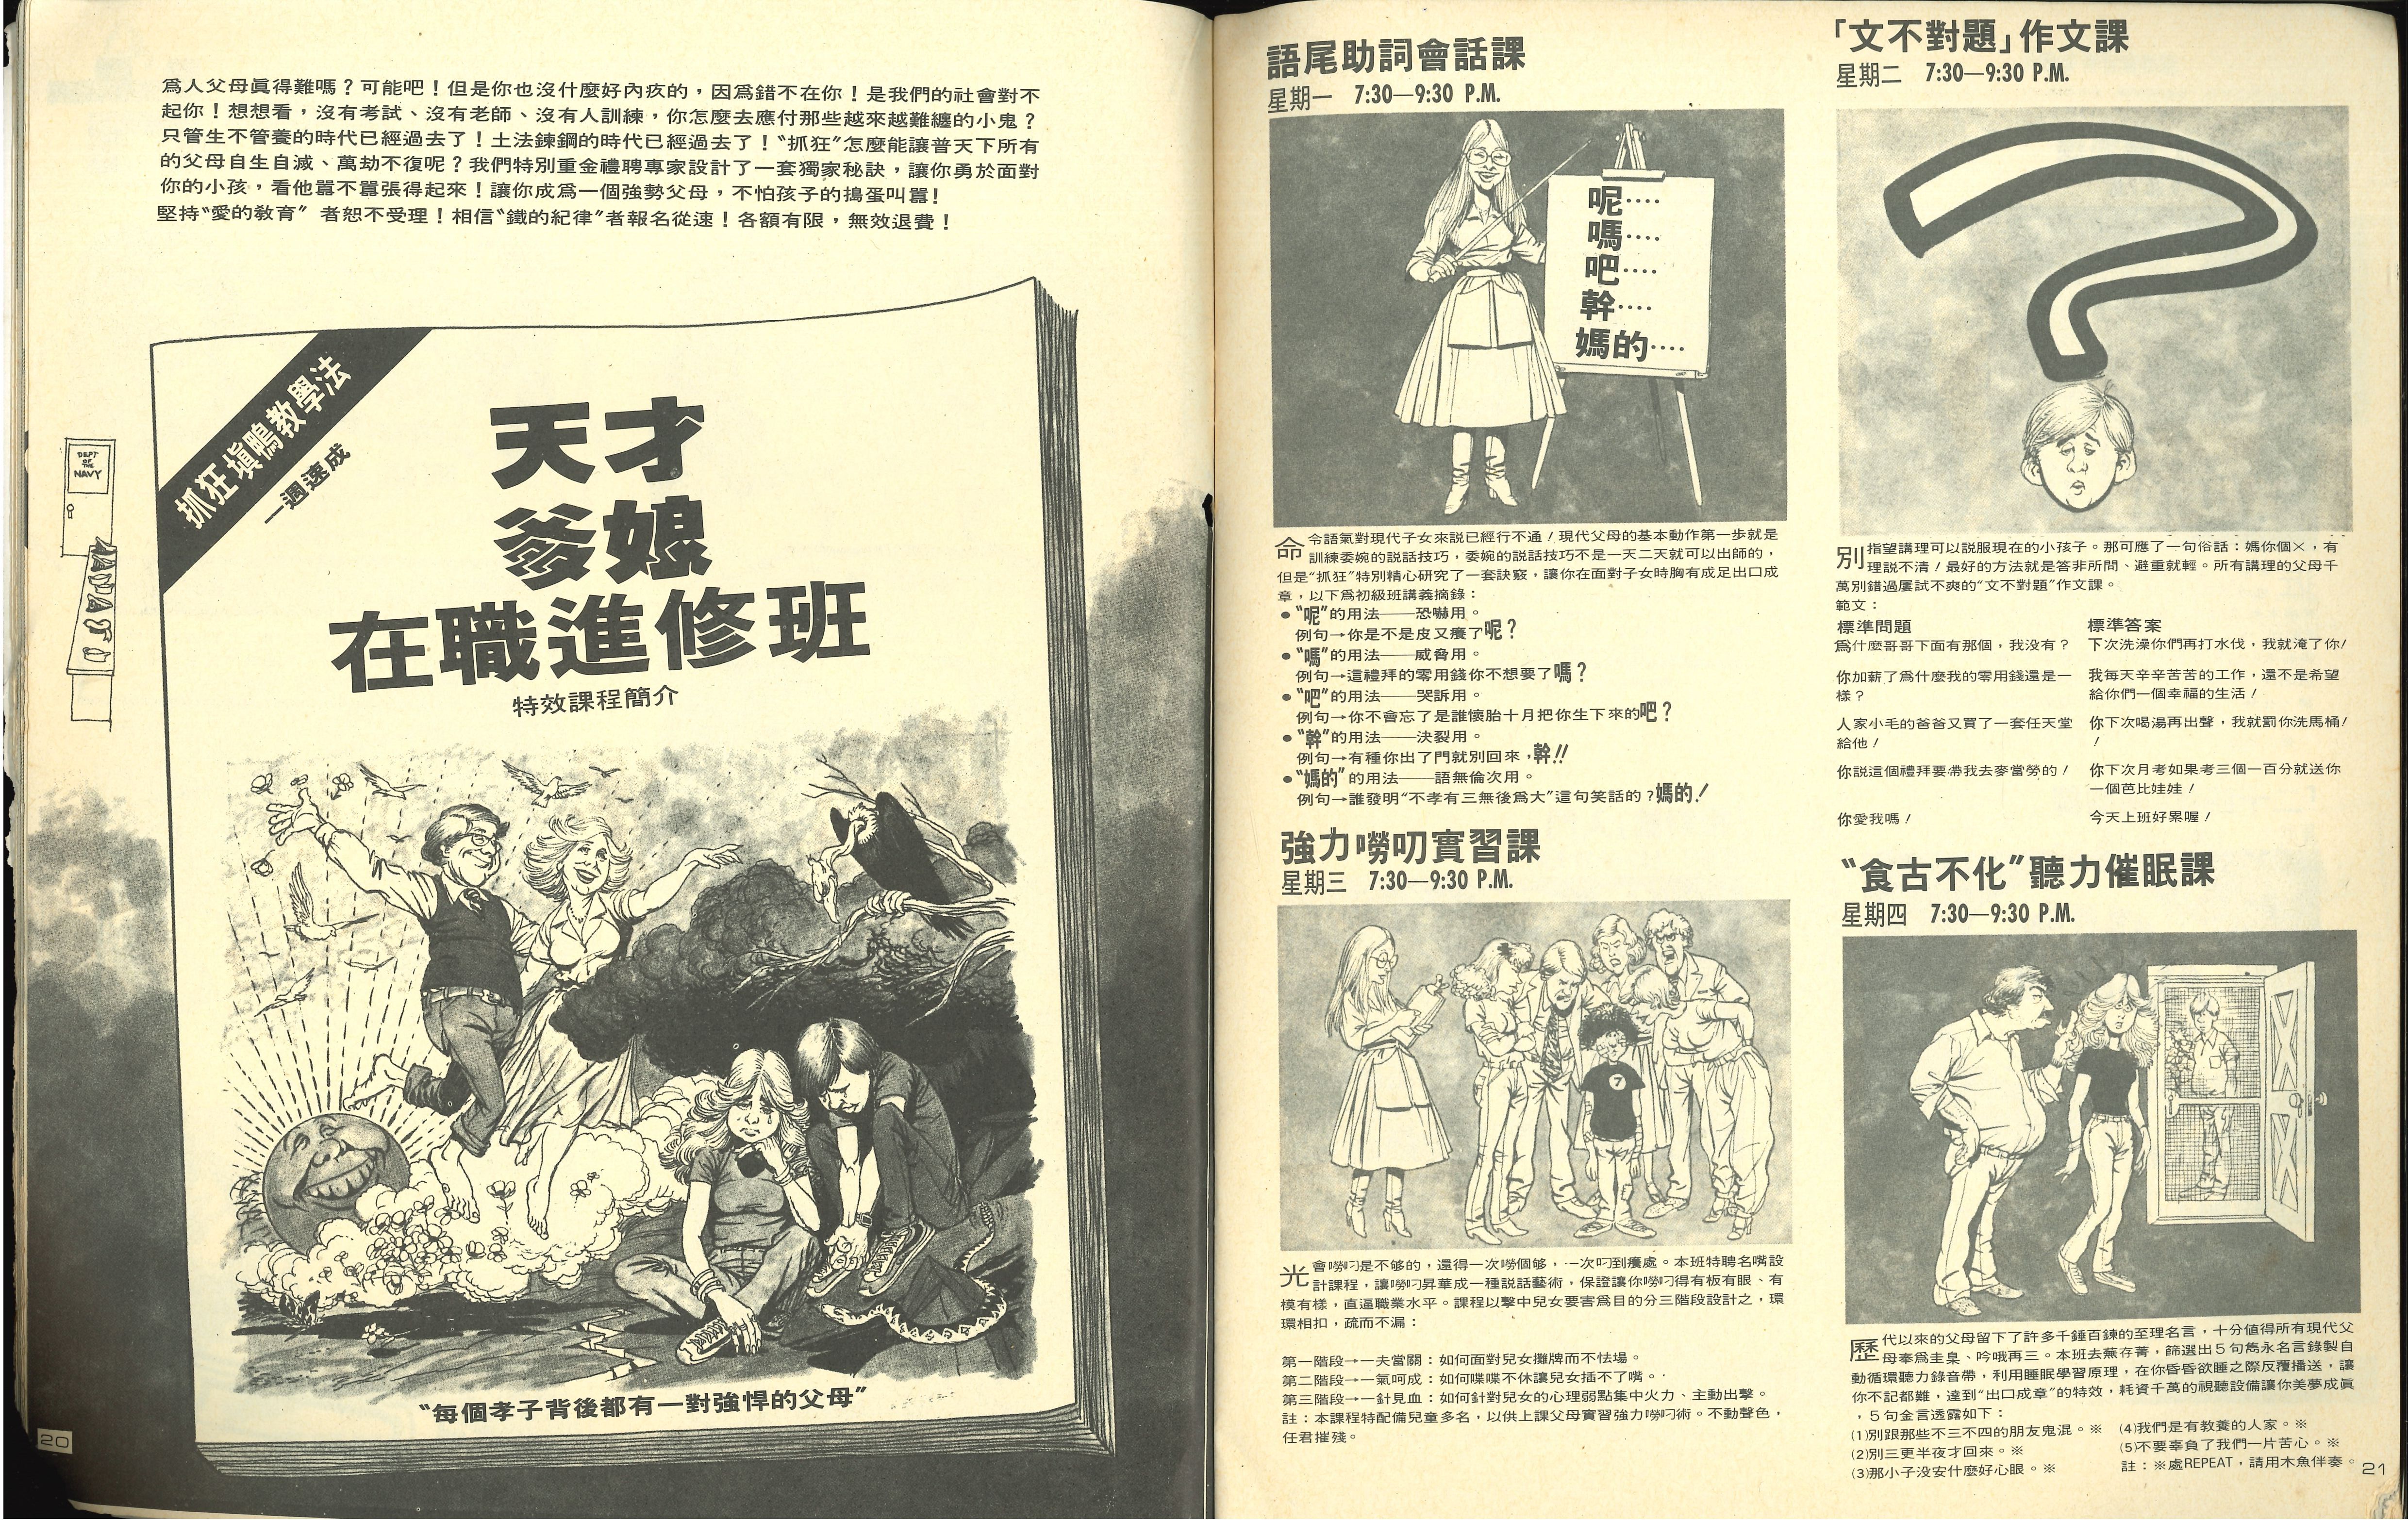 為人父母眞得難嗎？可能吧！但是你也沒什麼好內疚的，因為錯不在你！是我們的社會對不
起你！想想看，沒有考試、沒有老師、沒有人訓練，你怎麼去應付那些越來越難纏的小鬼？
只管生不管養的時代已經過去了！土法鍊鋼的時代已經過去了！“抓狂”怎麼能讓普天下所有
的父母自生自滅、萬劫不復呢？我們特別重金禮聘專家設計了一套獨家秘訣，讓你勇於面對
你的小孩，看他囂不囂張得起來！讓你成為一個強勢父母，不怕孩子的搗蛋叫囂！
堅持“愛的敎育” 者恕不受理！相信“鐵的紀律”者報名從速！各額有限，無效退費！
DEPT
OF
THE
NAVY
抓狂塡鴨教學法
一週速成
天才
爹娘
在職進修班
特效課程簡介
“每個孝子背後都有一對強悍的父母”
20
語尾助詞會話課
星期一 7:30—9:30 P.M.
呢····
嗎····
吧····
幹····
媽的····
命令語氣對現代子女來説已經行不通！現代父母的基本動作第一步就是
訓練委婉的説話技巧，委婉的説話技巧不是一天二天就可以出師的，
但是“抓狂”特別精心研究了一套訣竅，讓你在面對子女時胸有成足出口成
章，以下為初級班講義摘錄：
●“呢”的用法——恐嚇用。
例句→你是不是皮又癢了呢？
●“嗎”的用法——威脅用。
例句→這禮拜的零用錢你不想要了嗎？
●“吧”的用法——哭訴用。
例句→你不會忘了是誰懷胎十月把你生下來的吧？
●“幹”的用法——決裂用。
例句→有種你出了門就別回來，幹!!
●“媽的”的用法——語無倫次用。
例句→誰發明“不孝有三無後為大”這句笑話的？媽的！
強力嘮叨實習課
星期三 7:30—9:30 P.M.
7
光會嘮叨是不够的，還得一次嘮個够，一次叼到癢處。本班特聘名嘴設
計課程，讓嘮叨昇華成一種説話藝術，保證讓你嘮叨得有板有眼、有
模有樣，直逼職業水平。課程以擊中兒女要害為目的分三階段設計之，環
環相扣，疏而不漏：
第一階段→一夫當關：如何面對兒女攤牌而不怯場。
第二階段→一氣呵成：如何喋喋不休讓兒女插不了嘴。
第三階段→一針見血：如何針對兒女的心理弱點集中火力、主動出擊。
註：本課程特配備兒童多名，以供上課父母實習強力嘮叨術。不動聲色，
任君摧殘。
「文不對題」作文課
星期二 7:30—9:30 P.M.
別指望講理可以説服現在的小孩子。那可應了一句俗話：媽你個×，有
理説不清！最好的方法就是答非所問、避重就輕。所有講理的父母千
萬別錯過屢試不爽的“文不對題”作文課。
範文：
標準問題 標準答案
為什麼哥哥下面有那個，我没有？ 下次洗澡你們再打水伐，我就淹了你！
你加薪了為什麼我的零用錢還是一 我每天辛辛苦苦的工作，還不是希望
樣？ 給你們一個幸福的生活！
人家小毛的爸爸又買了一套任天堂 你下次喝湯再出聲，我就罰你洗馬桶！
給他！ ！
你説這個禮拜要帶我去麥當勞的！ 你下次月考如果考三個一百分就送你
一個芭比娃娃！
你愛我嗎！ 今天上班好累喔！
“食古不化”聽力催眠課
星期四 7:30—9:30 P.M.
歷代以來的父母留下了許多千錘百鍊的至理名言，十分值得所有現代父
母奉為圭臬、吟哦再三。本班去蕪存菁，篩選出5句雋永名言錄製自
動循環聽力錄音帶，利用睡眠學習原理，在你昏昏欲睡之際反覆播送，讓
你不記都難，達到“出口成章”的特效，耗資千萬的視聽設備讓你美夢成眞
，5句金言透露如下：
(1)別跟那些不三不四的朋友鬼混。※ (4)我們是有教養的人家。※
(2)別三更半夜才回來。※ (5)不要辜負了我們一片苦心。※
(3)那小子没安什麼好心眼。※ 註：※處REPEAT，請用木魚伴奏。
21